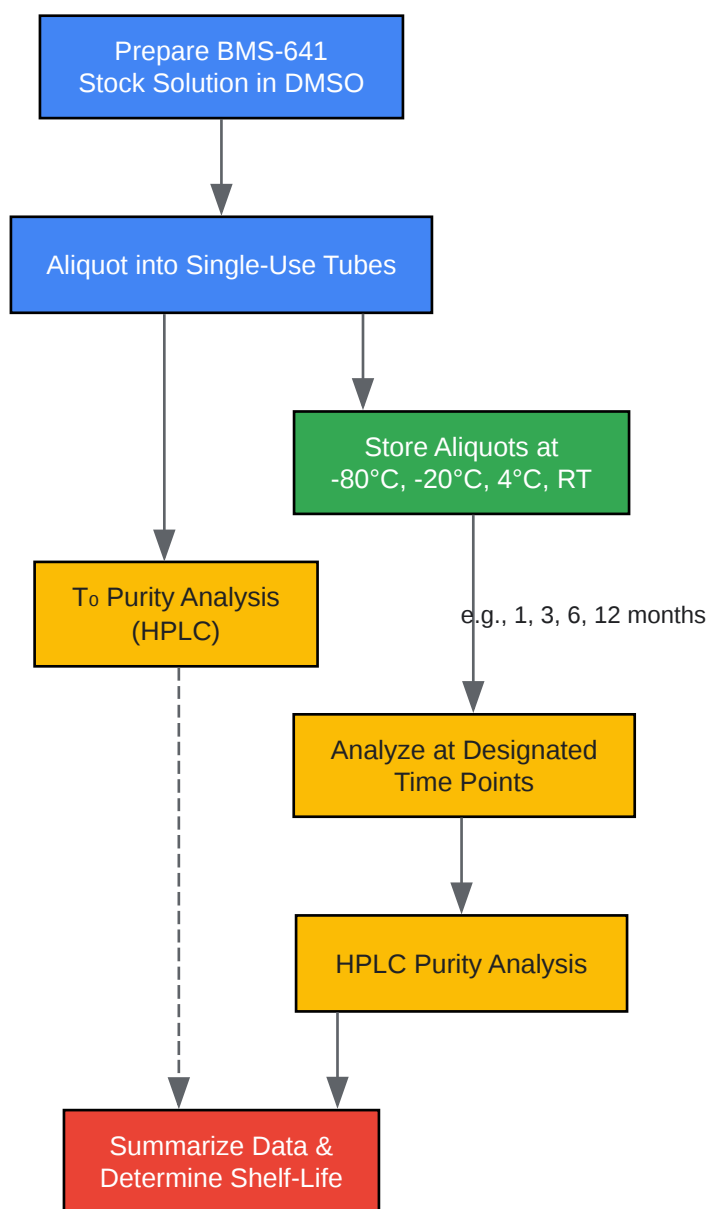 Prepare BMS-641
Stock Solution in DMSO
Aliquot into Single-Use Tubes
Store Aliquots at
-80°C, -20°C, 4°C, RT
T₀ Purity Analysis
(HPLC)
e.g., 1, 3, 6, 12 months
Analyze at Designated
Time Points
HPLC Purity Analysis
Summarize Data &
Determine Shelf-Life